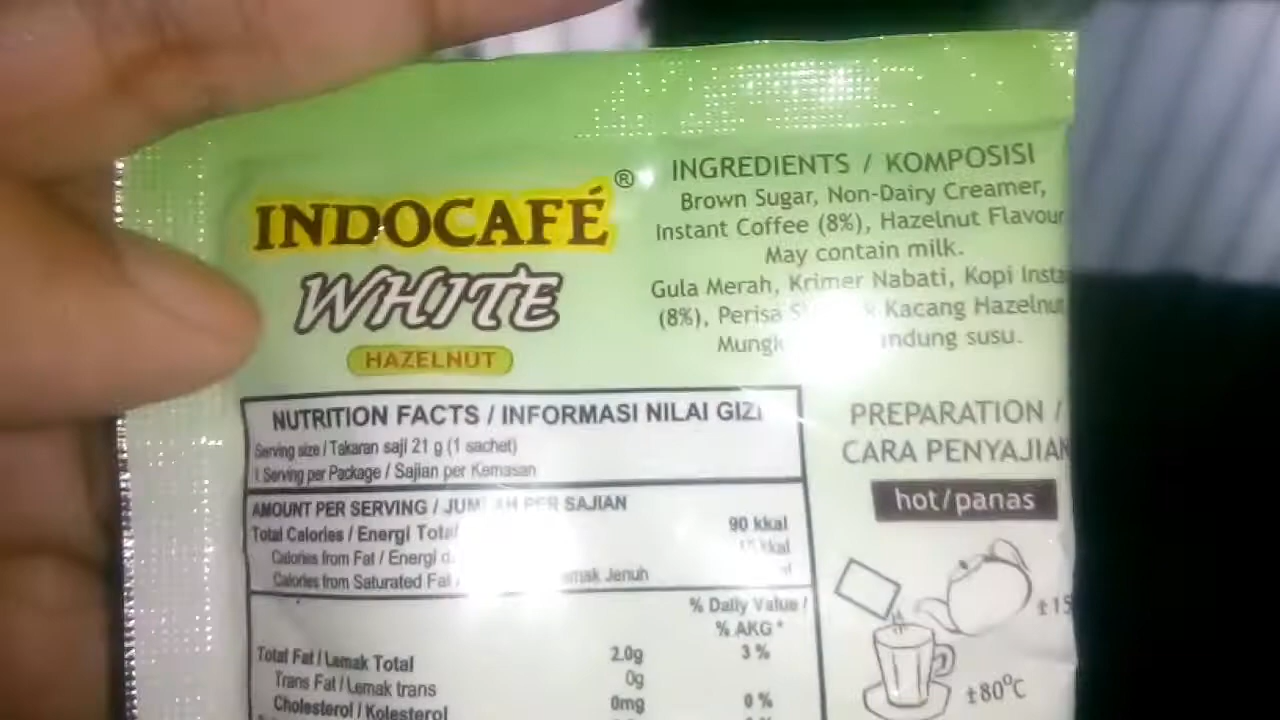 INDOCAFÉ®
WHITE
HAZELNUT
INGREDIENTS / KOMPOSISI
Brown Sugar, Non-Dairy Creamer,
Instant Coffee (8%), Hazelnut Flavour
May contain milk.
Gula Merah, Krimer Nabati, Kopi Insta
(8%), Perisa Kacang Hazelnut
susu.
NUTRITION FACTS / INFORMASI NILAI GIZI
Serving size / Takaran saji 21 g (1 sachet)
1 Serving per Package / Sajian per Kemasan
AMOUNT PER SERVING / PER SAJIAN
Total Calories / Energi Total 90 kkal
Calories from Fat / Energi kkal
Calories from Saturated Fat / Jenuh
% Daily Value /
% AKG*
Total Fat / Lemak Total 2.0g 3 %
Trans Fat / Lemak trans 0g
Cholesterol / Kolesterol 0mg 0 %
PREPARATION /
CARA PENYAJIAN
hot/panas
±15
±80°C